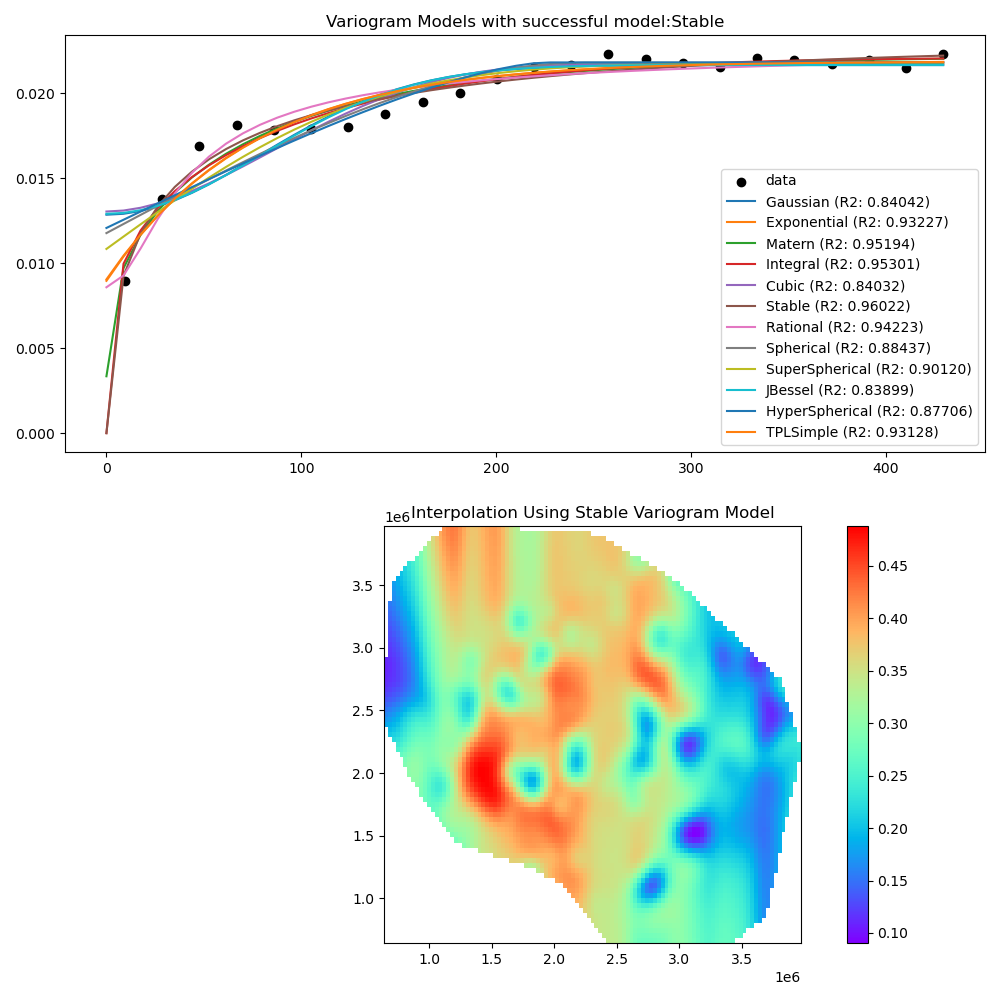 Variogram Models with successful model:Stable
0.020
0.015
0.010
0.005
0.000
0
100
200
300
400
data
Gaussian (R2: 0.84042)
Exponential (R2: 0.93227)
Matern (R2: 0.95194)
Integral (R2: 0.95301)
Cubic (R2: 0.84032)
Stable (R2: 0.96022)
Rational (R2: 0.94223)
Spherical (R2: 0.88437)
SuperSpherical (R2: 0.90120)
JBessel (R2: 0.83899)
HyperSpherical (R2: 0.87706)
TPLSimple (R2: 0.93128)
Interpolation Using Stable Variogram Model
1e6
3.5
3.0
2.5
2.0
1.5
1.0
1.0
1.5
2.0
2.5
3.0
3.5
1e6
0.45
0.40
0.35
0.30
0.25
0.20
0.15
0.10